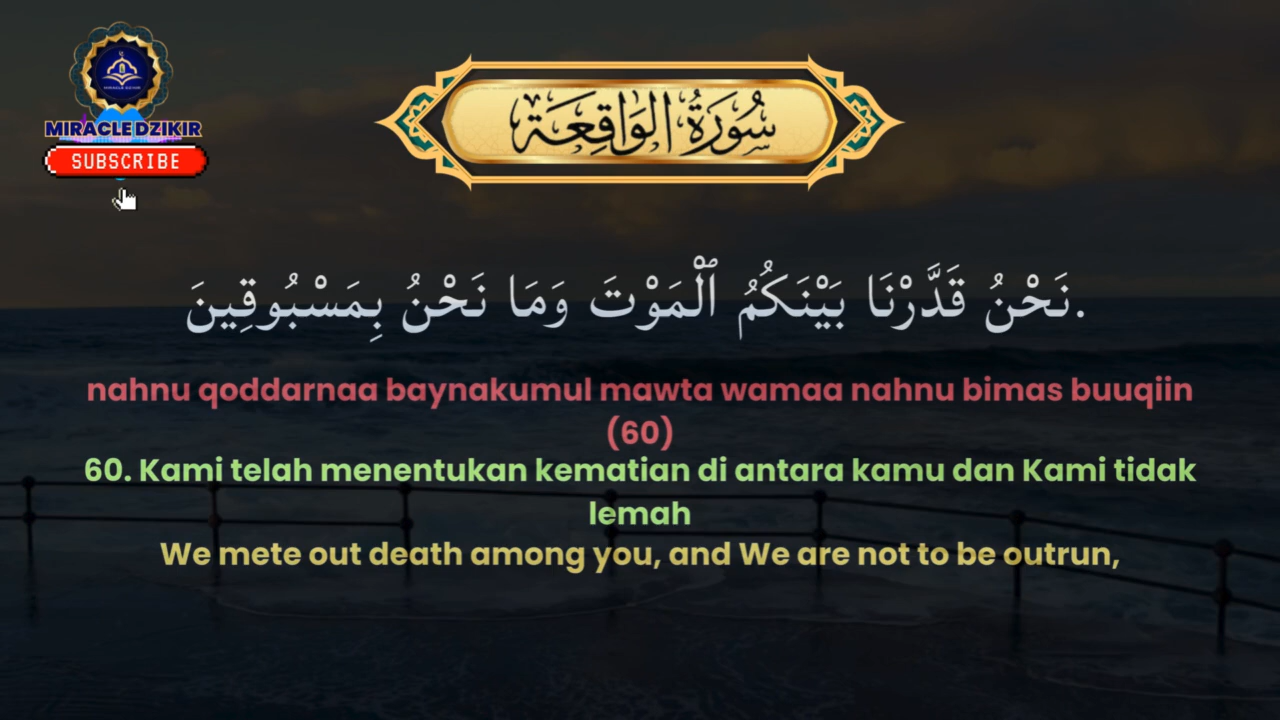 MIRACLE DZIKIR
SUBSCRIBE
سُورَةُ الوَاقِعَة
نَحْنُ قَدَّرْنَا بَيْنَكُمُ ٱلْمَوْتَ وَمَا نَحْنُ بِمَسْبُوقِينَ.
nahnu qoddarnaa baynakumul mawta wamaa nahnu bimas buuqiin
(60)
60. Kami telah menentukan kematian di antara kamu dan Kami tidak
lemah
We mete out death among you, and We are not to be outrun,